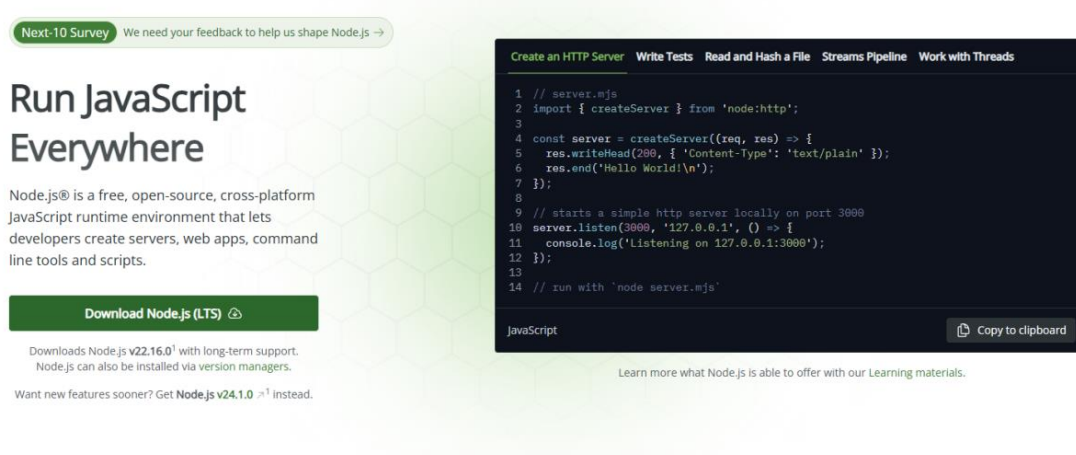 Next-10 Survey We need your feedback to help us shape Node.js →
Run JavaScript
Everywhere
Node.js® is a free, open-source, cross-platform
JavaScript runtime environment that lets
developers create servers, web apps, command
line tools and scripts.
Download Node.js (LTS)
Downloads Node.js v22.16.0¹ with long-term support.
Node.js can also be installed via version managers.
Want new features sooner? Get Node.js v24.1.0 ↗¹ instead.
Create an HTTP Server Write Tests Read and Hash a File Streams Pipeline Work with Threads
1 // server.mjs
2 import { createServer } from 'node:http';
3
4 const server = createServer((req, res) => {
5   res.writeHead(200, { 'Content-Type': 'text/plain' });
6   res.end('Hello World!\n');
7 });
8
9 // starts a simple http server locally on port 3000
10 server.listen(3000, '127.0.0.1', () => {
11   console.log('Listening on 127.0.0.1:3000');
12 });
13
14 // run with `node server.mjs`
JavaScript
Copy to clipboard
Learn more what Node.js is able to offer with our Learning materials.